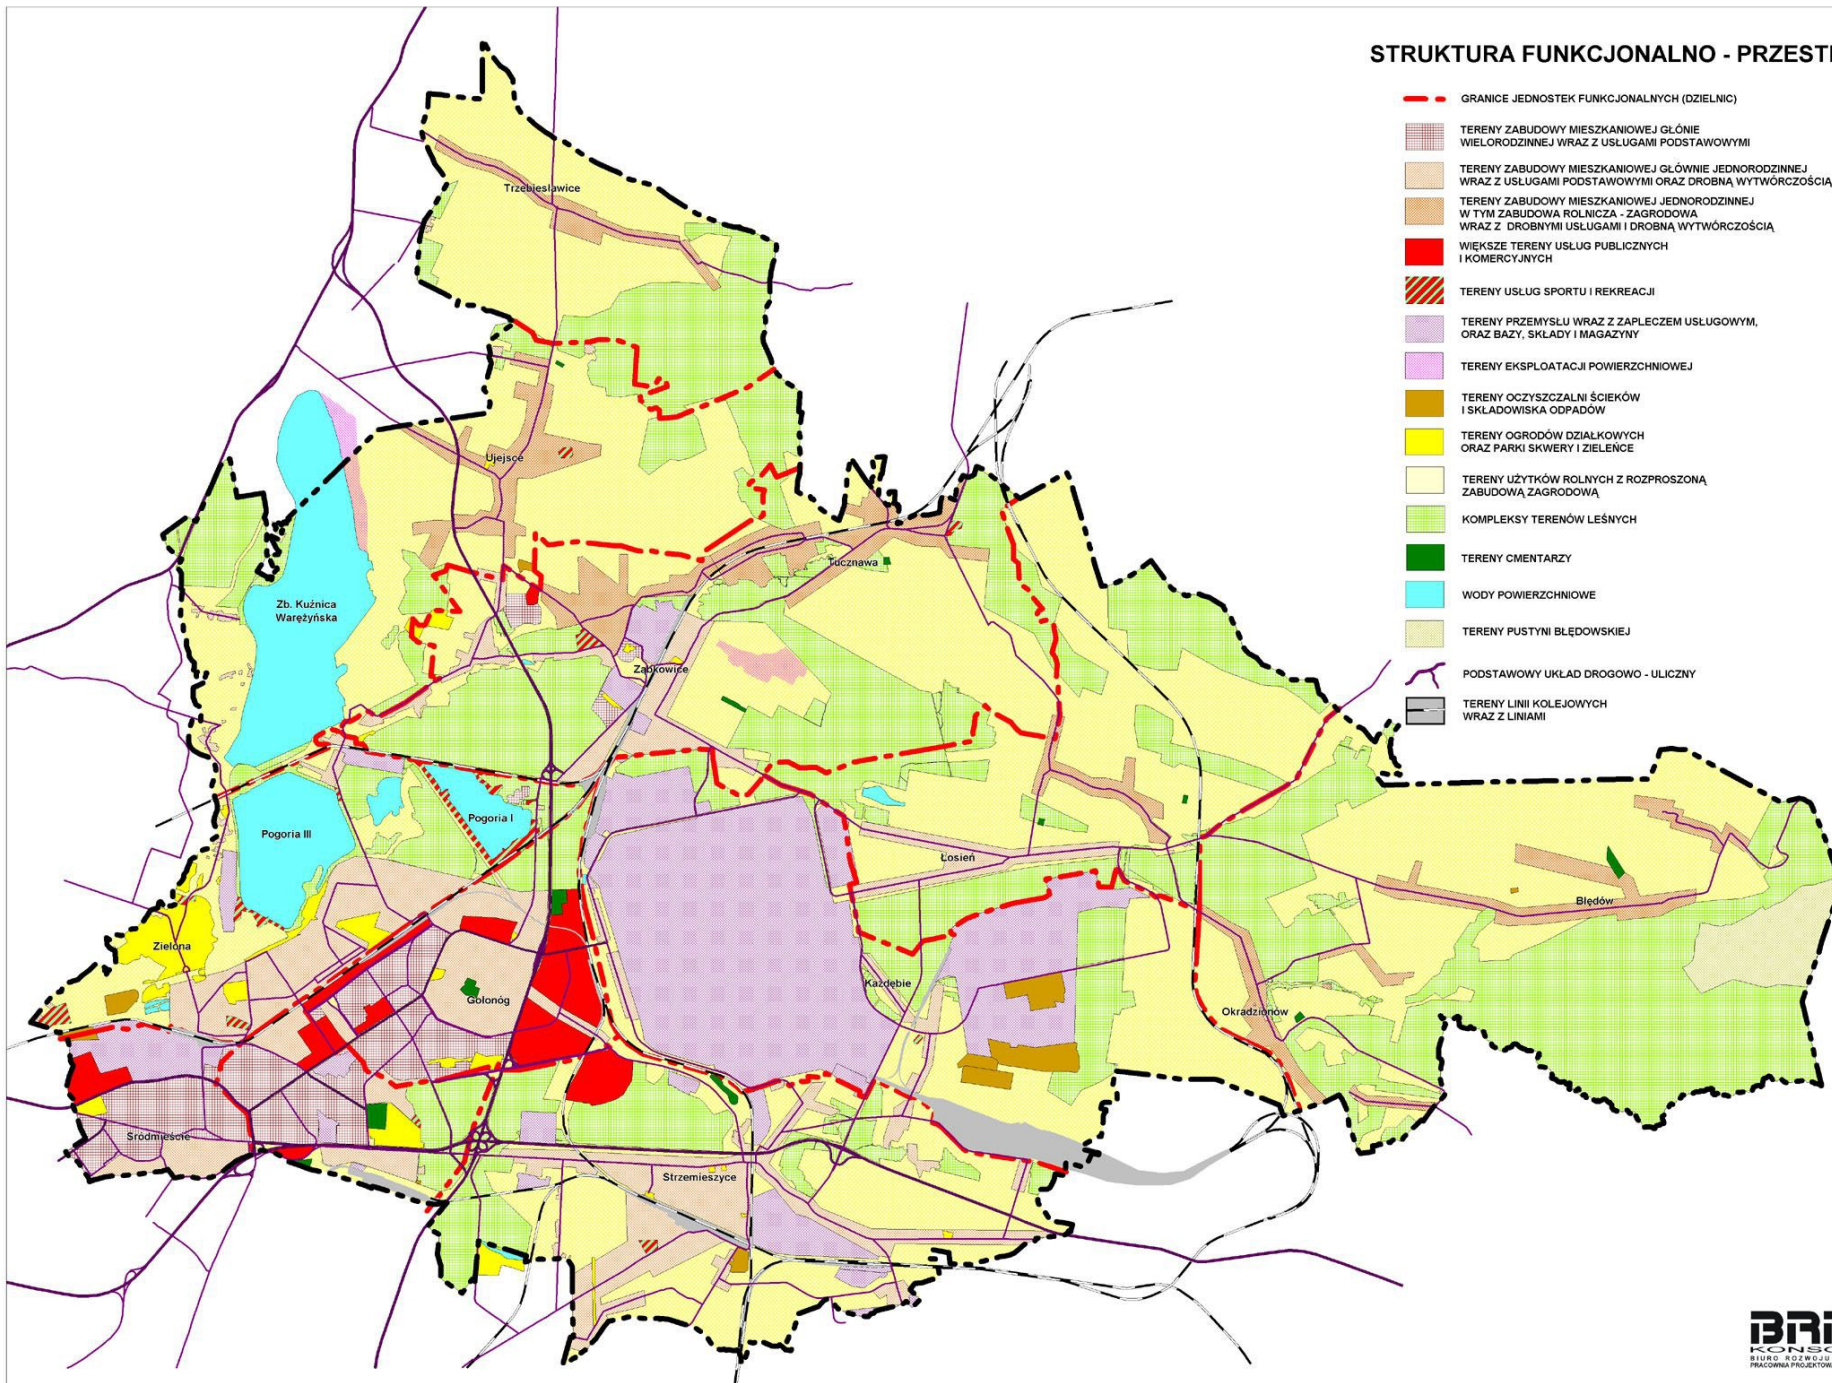 STRUKTURA FUNKCJONALNO - PRZEST
GRANICE JEDNOSTEK FUNKCJONALNYCH (DZIELNIC)
TERENY ZABUDOWY MIESZKANIOWEJ GŁÓNIE
WIELORODZINNEJ WRAZ Z USŁUGAMI PODSTAWOWYMI
TERENY ZABUDOWY MIESZKANIOWEJ GŁÓWNIE JEDNORODZINNEJ
WRAZ Z USŁUGAMI PODSTAWOWYMI ORAZ DROBNĄ WYTWÓRCZOŚCIĄ
TERENY ZABUDOWY MIESZKANIOWEJ JEDNORODZINNEJ
W TYM ZABUDOWA ROLNICZA - ZAGRODOWA
WRAZ Z DROBNYMI USŁUGAMI I DROBNĄ WYTWÓRCZOŚCIĄ
WIĘKSZE TERENY USŁUG PUBLICZNYCH
I KOMERCYJNYCH
TERENY USŁUG SPORTU I REKREACJI
TERENY PRZEMYSŁU WRAZ Z ZAPLECZEM USŁUGOWYM,
ORAZ BAZY, SKŁADY I MAGAZYNY
TERENY EKSPLOATACJI POWIERZCHNIOWEJ
TERENY OCZYSZCZALNI ŚCIEKÓW
I SKŁADOWISKA ODPADÓW
TERENY OGRODÓW DZIAŁKOWYCH
ORAZ PARKI SKWERY I ZIELEŃCE
TERENY UŻYTKÓW ROLNYCH Z ROZPROSZONĄ
ZABUDOWĄ ZAGRODOWĄ
KOMPLEKSY TERENÓW LEŚNYCH
TERENY CMENTARZY
WODY POWIERZCHNIOWE
TERENY PUSTYNI BŁĘDOWSKIEJ
PODSTAWOWY UKŁAD DROGOWO - ULICZNY
TERENY LINII KOLEJOWYCH
WRAZ Z LINIAMI
Trzebiesławice
Ujejsce
Tucznawa
Zb. Kuźnica
Warężyńska
Ząbkowice
Pogoria I
Pogoria III
Łosień
Błędów
Zielona
Gołonóg
Kazdębie
Okradzionów
Śródmieście
Strzemieszyce
KONSO
BIURO ROZWOJU
PRACOWNIA PROJEKTOW